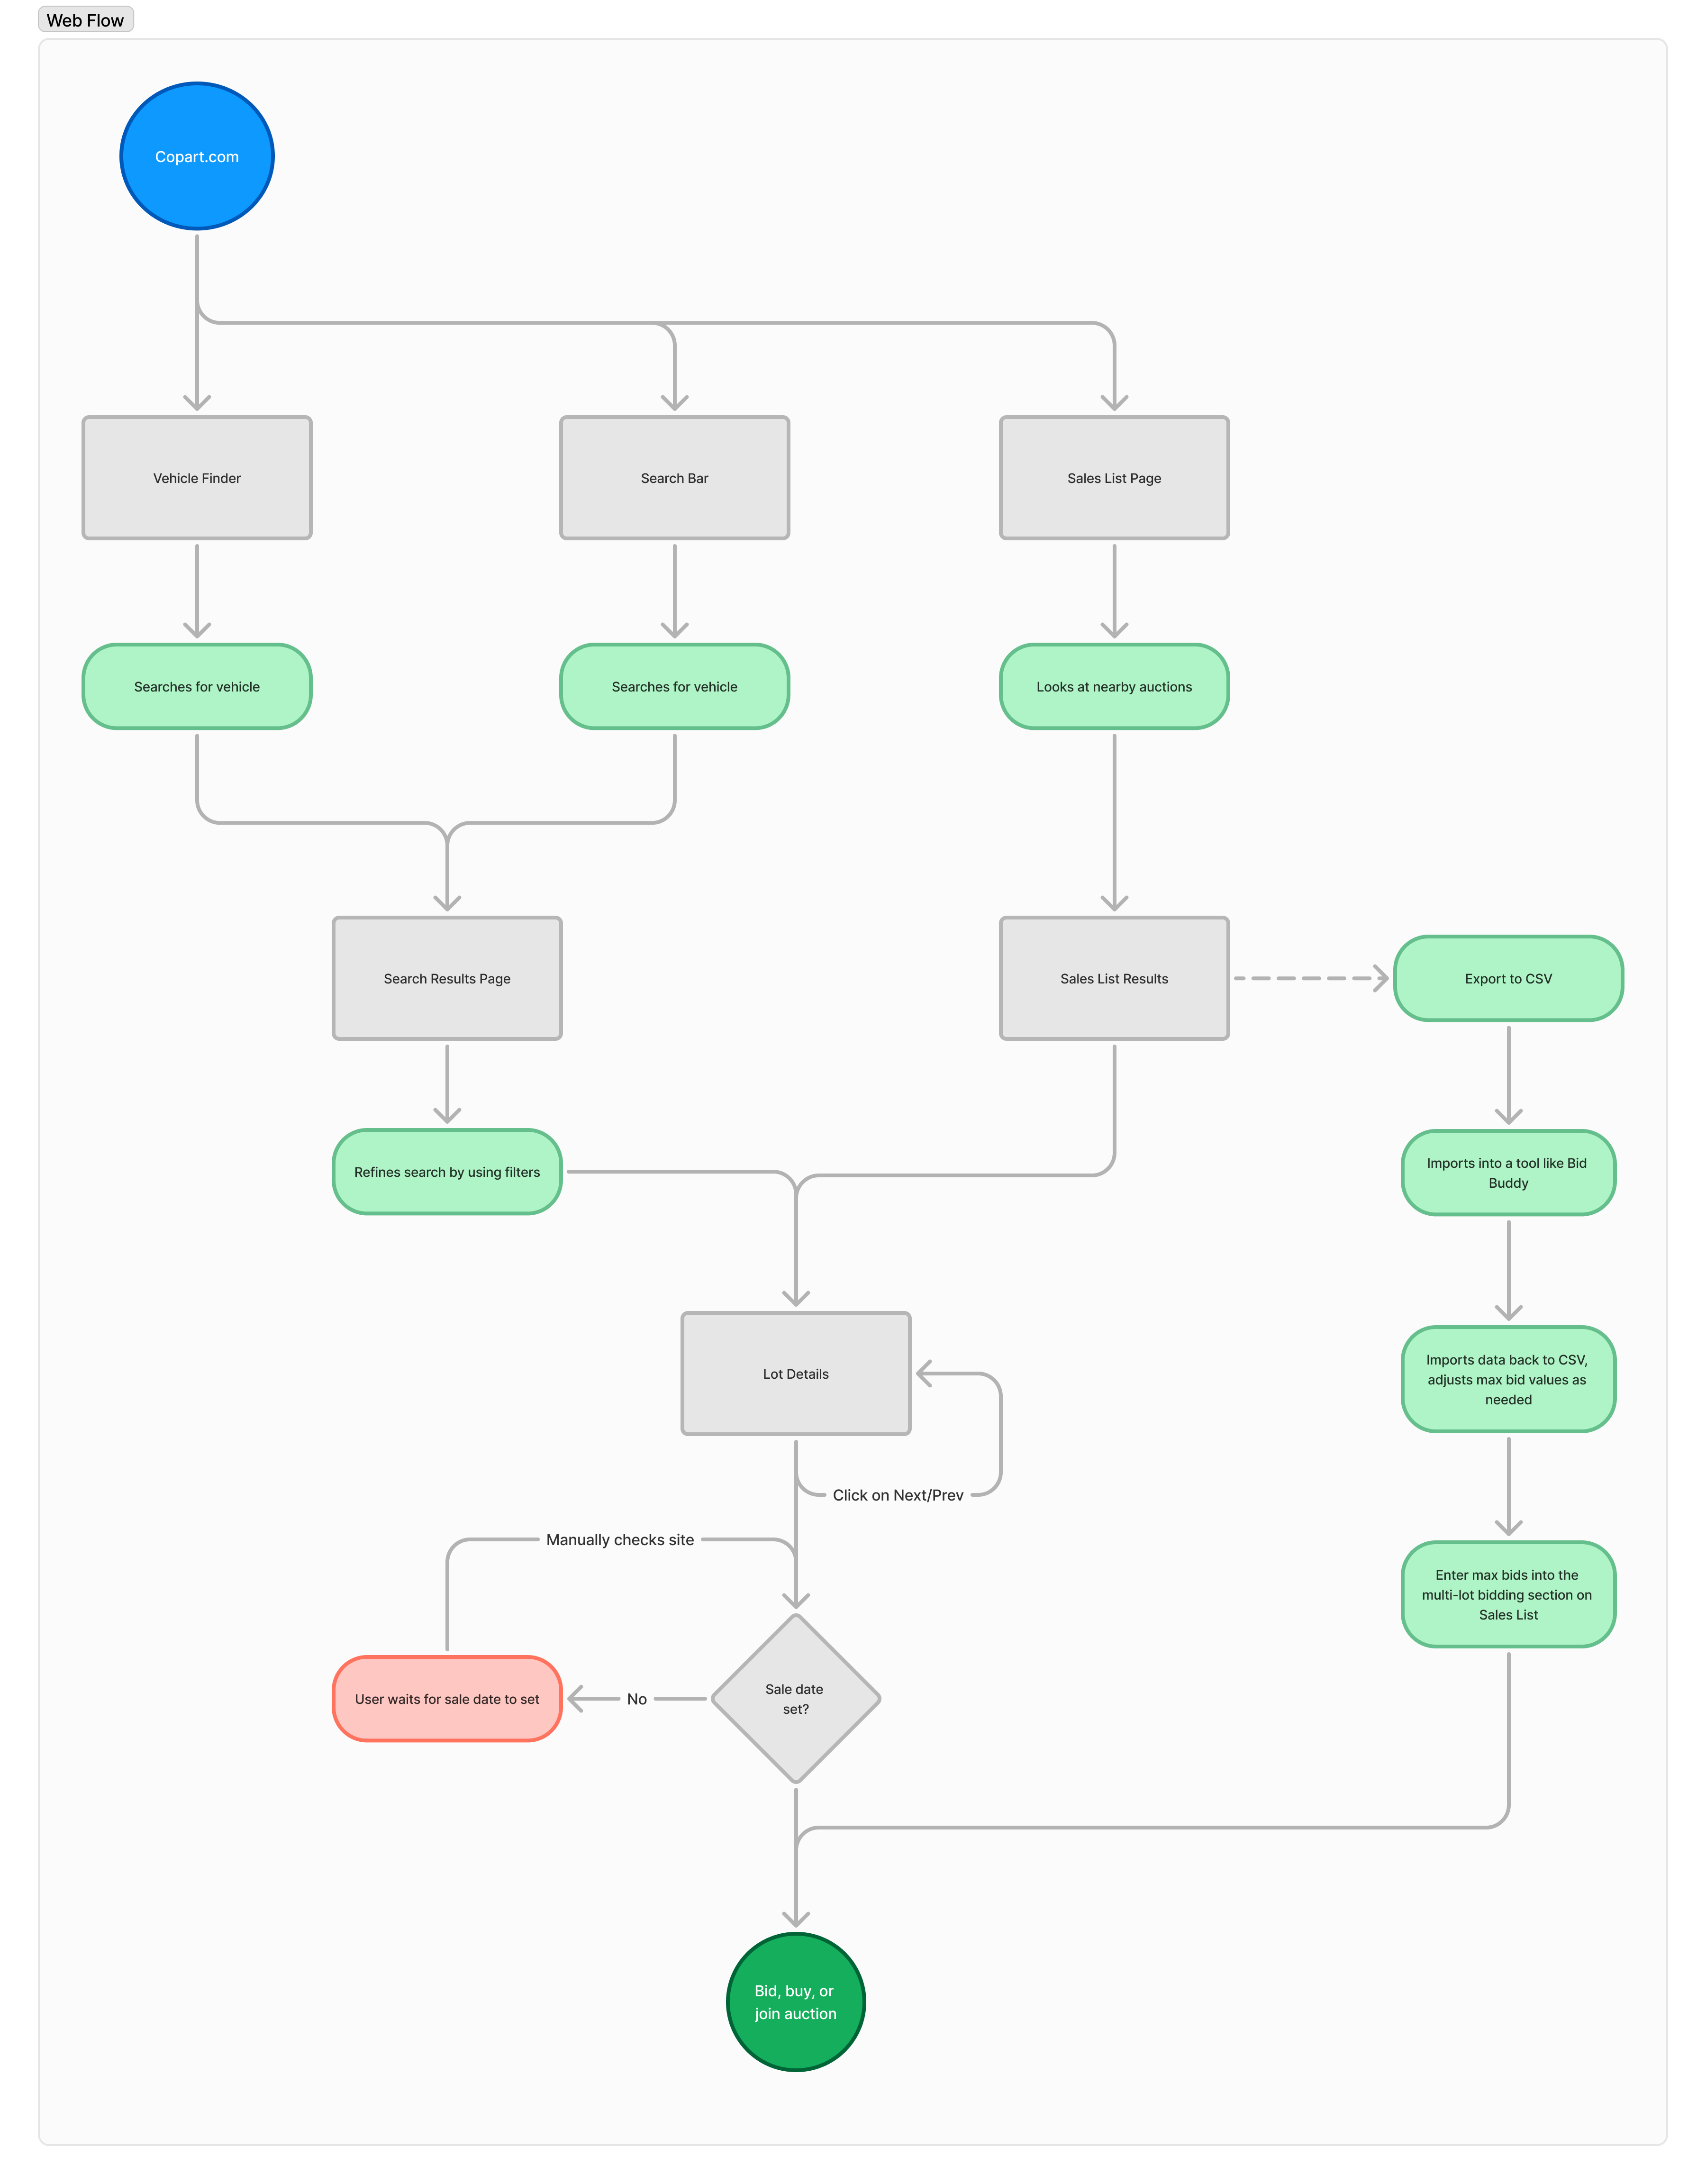 Web Flow
Copart.com
Vehicle Finder
Search Bar
Sales List Page
Searches for vehicle
Searches for vehicle
Looks at nearby auctions
Search Results Page
Sales List Results
Export to CSV
Refines search by using filters
Imports into a tool like Bid
Buddy
Lot Details
Imports data back to CSV,
adjusts max bid values as
needed
Click on Next/Prev
Manually checks site
Enter max bids into the
multi-lot bidding section on
Sales List
User waits for sale date to set
No
Sale date
set?
Bid, buy, or
join auction